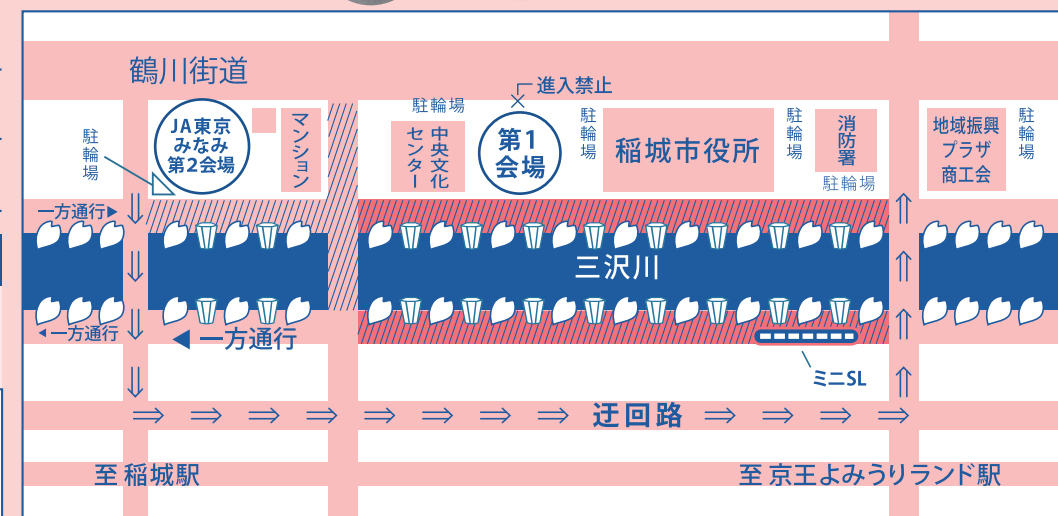 鶴川街道
進入禁止
駐輪場
JA東京
みなみ
第2会場
マンション
駐輪場
中央文化
センター
第1
会場
駐輪場
稲城市役所
駐輪場
消防署
駐輪場
地域振興
プラザ
商工会
駐輪場
一方通行▶
三沢川
◀一方通行
◀ 一方通行
ミニSL
迂回路
至 稲城駅
至 京王よみうりランド駅